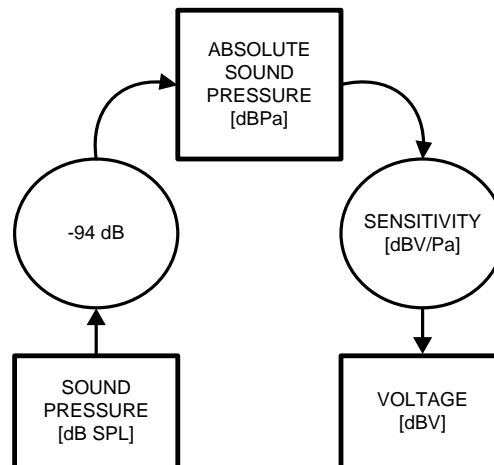 ABSOLUTE
SOUND
PRESSURE
[dBPa]
-94 dB
SENSITIVITY
[dBV/Pa]
SOUND
PRESSURE
[dB SPL]
VOLTAGE
[dBV]